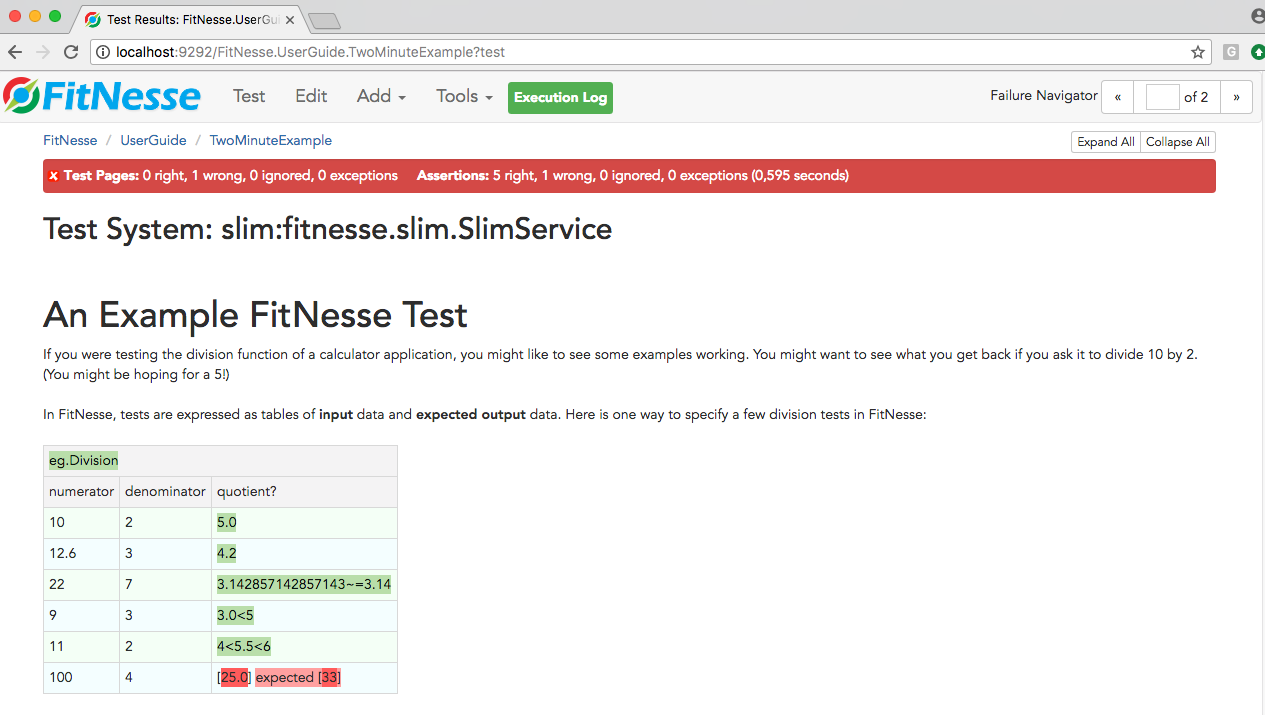 Test Results: FitNesse.UserGu
localhost:9292/FitNesse.UserGuide.TwoMinuteExample?test
G
FitNesse Test Edit Add Tools Execution Log Failure Navigator « of 2 »
FitNesse / UserGuide / TwoMinuteExample Expand All Collapse All
Test Pages: 0 right, 1 wrong, 0 ignored, 0 exceptions Assertions: 5 right, 1 wrong, 0 ignored, 0 exceptions (0,595 seconds)
Test System: slim:fitnesse.slim.SlimService
An Example FitNesse Test
If you were testing the division function of a calculator application, you might like to see some examples working. You might want to see what you get back if you ask it to divide 10 by 2.
(You might be hoping for a 5!)
In FitNesse, tests are expressed as tables of input data and expected output data. Here is one way to specify a few division tests in FitNesse:
eg.Division
numerator denominator quotient?
10 2 5.0
12.6 3 4.2
22 7 3.142857142857143~=3.14
9 3 3.0<5
11 2 4<5.5<6
100 4 [25.0] expected [33]